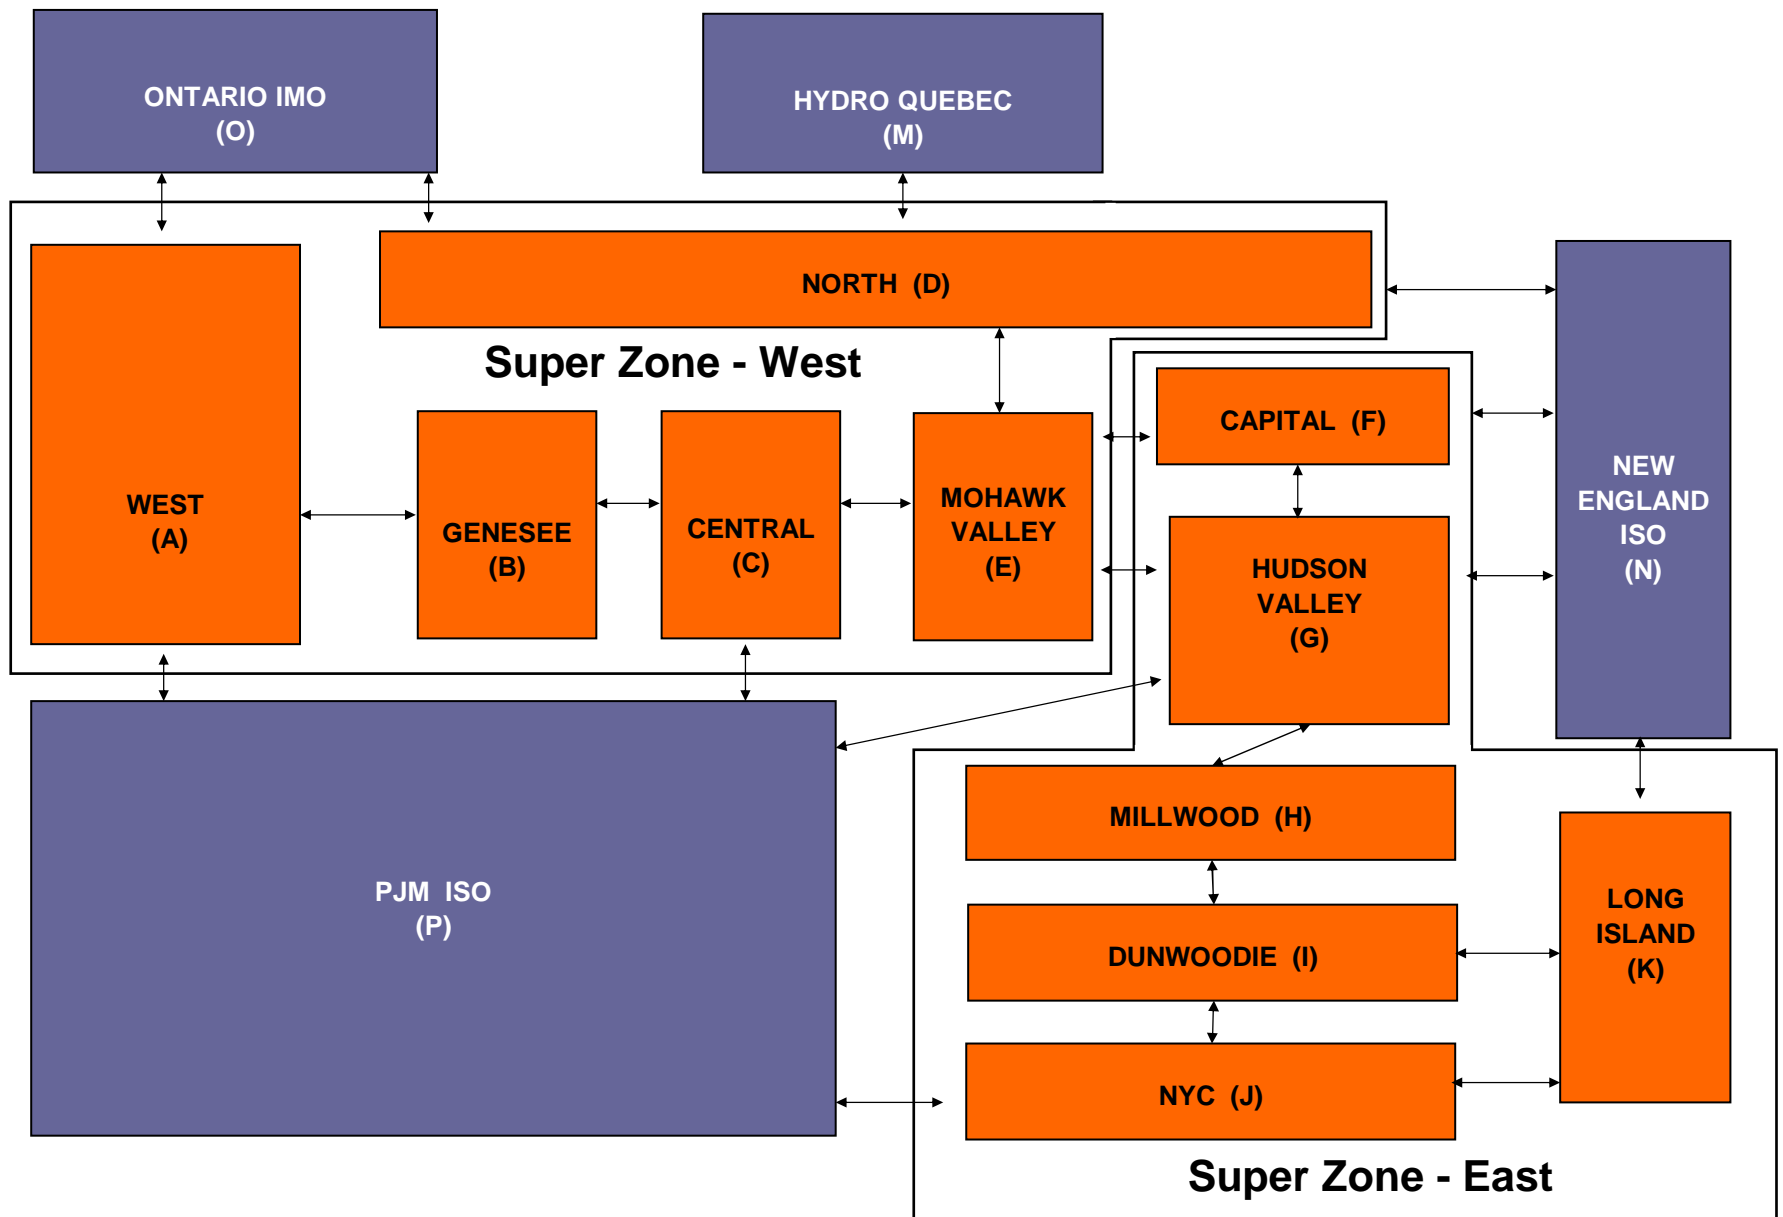 ONTARIO IMO
(O)
HYDRO QUEBEC
(M)
NORTH (D)
Super Zone - West
WEST
(A)
GENESEE
(B)
CENTRAL
(C)
MOHAWK
VALLEY
(E)
CAPITAL (F)
HUDSON
VALLEY
(G)
NEW
ENGLAND
ISO
(N)
PJM ISO
(P)
MILLWOOD (H)
DUNWOODIE (I)
NYC (J)
LONG
ISLAND
(K)
Super Zone - East